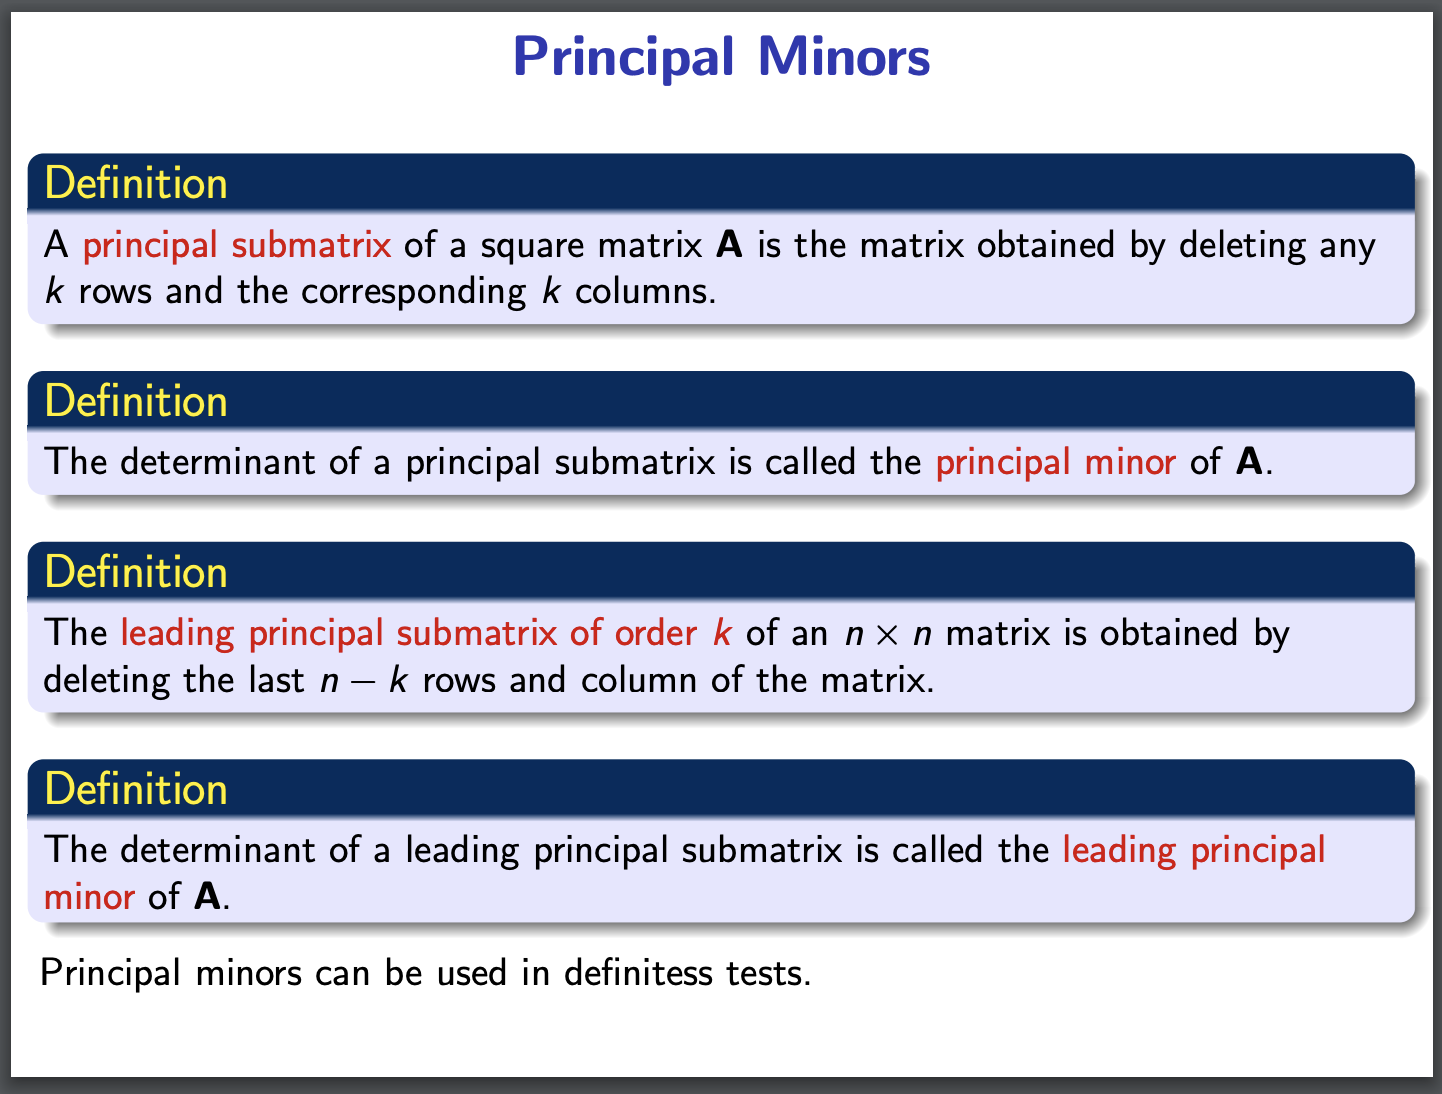 Principal Minors
Definition
A principal submatrix of a square matrix A is the matrix obtained by deleting any
k rows and the corresponding k columns.
Definition
The determinant of a principal submatrix is called the principal minor of A.
Definition
The leading principal submatrix of order k of an n × n matrix is obtained by
deleting the last n − k rows and column of the matrix.
Definition
The determinant of a leading principal submatrix is called the leading principal
minor of A.
Principal minors can be used in definitess tests.